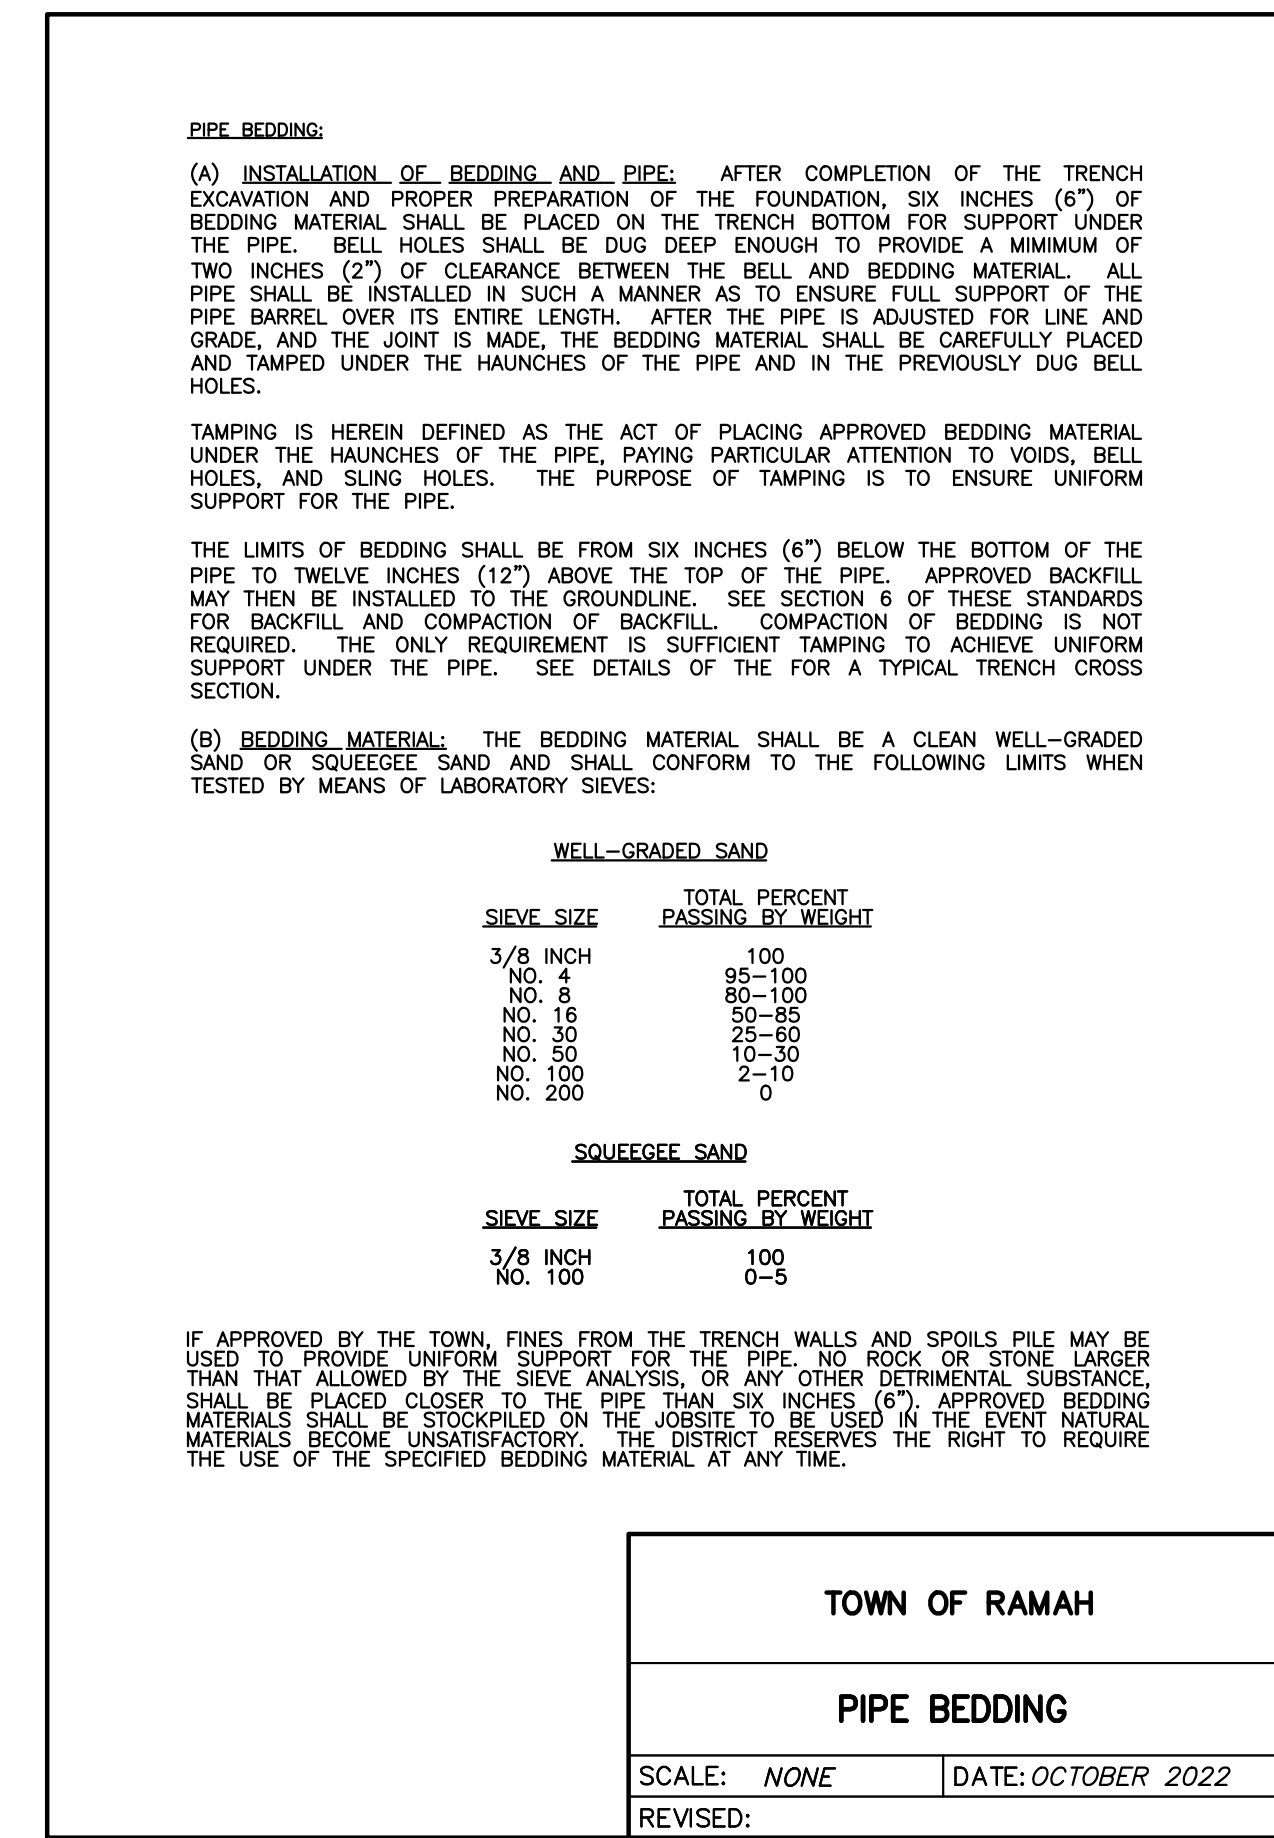 PIPE BEDDING:
(A) INSTALLATION OF BEDDING AND PIPE: AFTER COMPLETION OF THE TRENCH
EXCAVATION AND PROPER PREPARATION OF THE FOUNDATION, SIX INCHES (6") OF
BEDDING MATERIAL SHALL BE PLACED ON THE TRENCH BOTTOM FOR SUPPORT UNDER
THE PIPE. BELL HOLES SHALL BE DUG DEEP ENOUGH TO PROVIDE A MIMIMUM OF
TWO INCHES (2") OF CLEARANCE BETWEEN THE BELL AND BEDDING MATERIAL. ALL
PIPE SHALL BE INSTALLED IN SUCH A MANNER AS TO ENSURE FULL SUPPORT OF THE
PIPE BARREL OVER ITS ENTIRE LENGTH. AFTER THE PIPE IS ADJUSTED FOR LINE AND
GRADE, AND THE JOINT IS MADE, THE BEDDING MATERIAL SHALL BE CAREFULLY PLACED
AND TAMPED UNDER THE HAUNCHES OF THE PIPE AND IN THE PREVIOUSLY DUG BELL
HOLES.
TAMPING IS HEREIN DEFINED AS THE ACT OF PLACING APPROVED BEDDING MATERIAL
UNDER THE HAUNCHES OF THE PIPE, PAYING PARTICULAR ATTENTION TO VOIDS, BELL
HOLES, AND SLING HOLES. THE PURPOSE OF TAMPING IS TO ENSURE UNIFORM
SUPPORT FOR THE PIPE.
THE LIMITS OF BEDDING SHALL BE FROM SIX INCHES (6") BELOW THE BOTTOM OF THE
PIPE TO TWELVE INCHES (12") ABOVE THE TOP OF THE PIPE. APPROVED BACKFILL
MAY THEN BE INSTALLED TO THE GROUNDLINE. SEE SECTION 6 OF THESE STANDARDS
FOR BACKFILL AND COMPACTION OF BACKFILL. COMPACTION OF BEDDING IS NOT
REQUIRED. THE ONLY REQUIREMENT IS SUFFICIENT TAMPING TO ACHIEVE UNIFORM
SUPPORT UNDER THE PIPE. SEE DETAILS OF THE FOR A TYPICAL TRENCH CROSS
SECTION.
(B) BEDDING MATERIAL: THE BEDDING MATERIAL SHALL BE A CLEAN WELL-GRADED
SAND OR SQUEEGEE SAND AND SHALL CONFORM TO THE FOLLOWING LIMITS WHEN
TESTED BY MEANS OF LABORATORY SIEVES:
WELL-GRADED SAND
TOTAL PERCENT
SIEVE SIZE PASSING BY WEIGHT
3/8 INCH 100
NO. 4 95-100
NO. 8 80-100
NO. 16 50-85
NO. 30 25-60
NO. 50 10-30
NO. 100 2-10
NO. 200 0
SQUEEGEE SAND
TOTAL PERCENT
SIEVE SIZE PASSING BY WEIGHT
3/8 INCH 100
NO. 100 0-5
IF APPROVED BY THE TOWN, FINES FROM THE TRENCH WALLS AND SPOILS PILE MAY BE
USED TO PROVIDE UNIFORM SUPPORT FOR THE PIPE. NO ROCK OR STONE LARGER
THAN THAT ALLOWED BY THE SIEVE ANALYSIS, OR ANY OTHER DETRIMENTAL SUBSTANCE,
SHALL BE PLACED CLOSER TO THE PIPE THAN SIX INCHES (6"). APPROVED BEDDING
MATERIALS SHALL BE STOCKPILED ON THE JOBSITE TO BE USED IN THE EVENT NATURAL
MATERIALS BECOME UNSATISFACTORY. THE DISTRICT RESERVES THE RIGHT TO REQUIRE
THE USE OF THE SPECIFIED BEDDING MATERIAL AT ANY TIME.
TOWN OF RAMAH
PIPE BEDDING
SCALE: NONE DATE: OCTOBER 2022
REVISED: